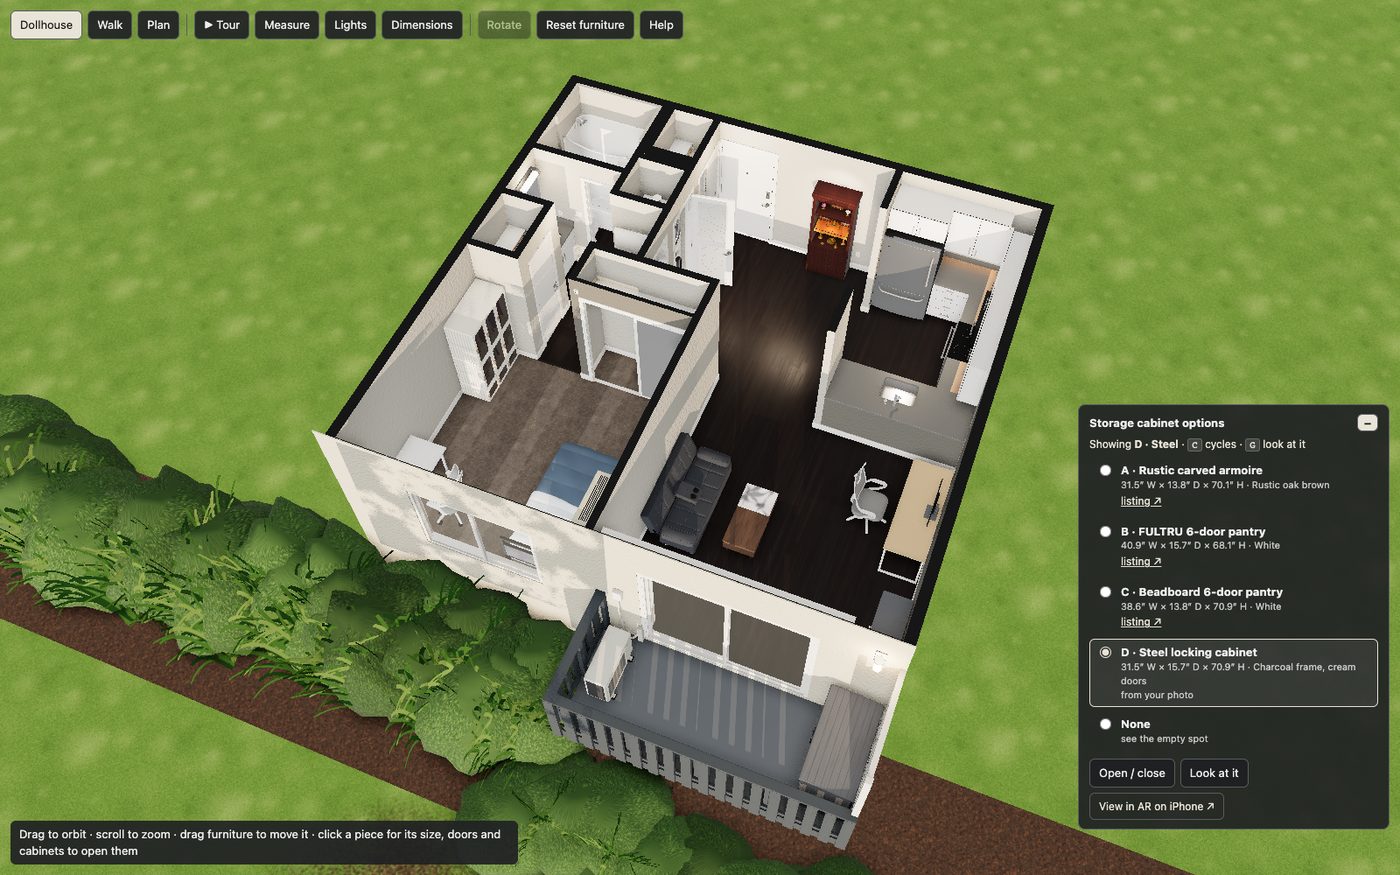 Dollhouse Walk Plan ▶ Tour Measure Lights Dimensions Rotate Reset furniture Help
Storage cabinet options –
Showing D · Steel · C cycles · G look at it
A · Rustic carved armoire
31.5″ W × 13.8″ D × 70.1″ H · Rustic oak brown
listing ↗
B · FULTRU 6-door pantry
40.9″ W × 15.7″ D × 68.1″ H · White
listing ↗
C · Beadboard 6-door pantry
38.6″ W × 13.8″ D × 70.9″ H · White
listing ↗
D · Steel locking cabinet
31.5″ W × 15.7″ D × 70.9″ H · Charcoal frame, cream
doors
from your photo
None
see the empty spot
Open / close Look at it
View in AR on iPhone ↗
Drag to orbit · scroll to zoom · drag furniture to move it · click a piece for its size, doors and
cabinets to open them